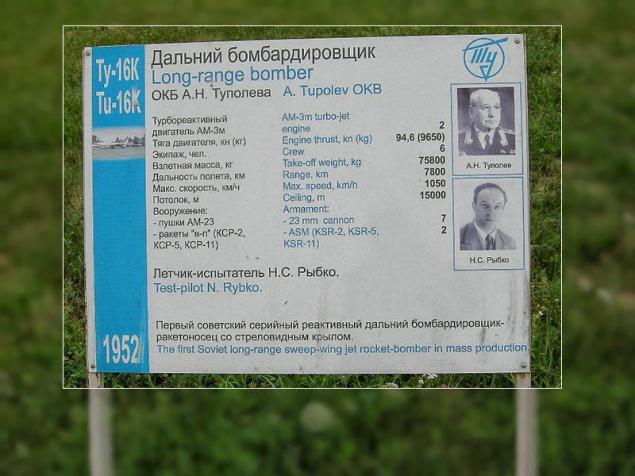 Ту-16К
Tu-16K
1952
Дальний бомбардировщик
Long-range bomber
ОКБ А.Н. Туполева A. Tupolev OKB
Ту
Турбореактивный
двигатель АМ-3м
AM-3m turbo-jet
engine 2
Тяга двигателя, кн (кг) Engine thrust, kn (kg) 94,6 (9650)
Экипаж, чел. Crew 6
Взлетная масса, кг Take-off weight, kg 75800
Дальность полета, км Range, km 7800
Макс. скорость, км/ч Max. speed, km/h 1050
Потолок, м Ceiling, m 15000
Вооружение: Armament:
- пушки АМ-23 - 23 mm cannon 7
- ракеты "в-п" (КСР-2, - ASM (KSR-2, KSR-5, 2
КСР-5, КСР-11) KSR-11)
А.Н. Туполев
Н.С. Рыбко
Летчик-испытатель Н.С. Рыбко.
Test-pilot N. Rybko.
Первый советский серийный реактивный дальний бомбардировщик-
ракетоносец со стреловидным крылом.
The first Soviet long-range sweep-wing jet rocket-bomber in mass production.